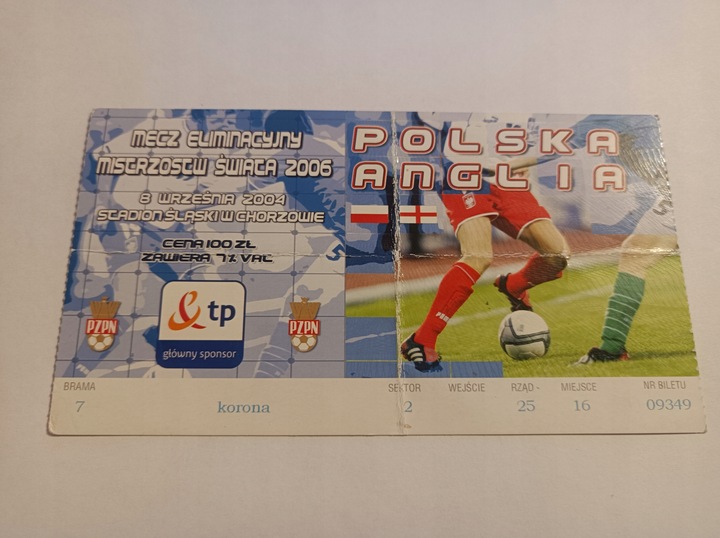 MECZ ELIMINACYJNY
MISTRZOSTW ŚWIATA 2006
8 WRZEŚNIA 2004
STADION ŚLĄSKI W CHORZOWIE
CENA 100 ZŁ
ZAWIERA 7% VAT
PZPN
& tp
główny sponsor
PZPN
POLSKA
ANGLIA
BRAMA
SEKTOR
WEJŚCIE
RZĄD -
MIEJSCE
NR BILETU
7
korona
2
25
16
09349